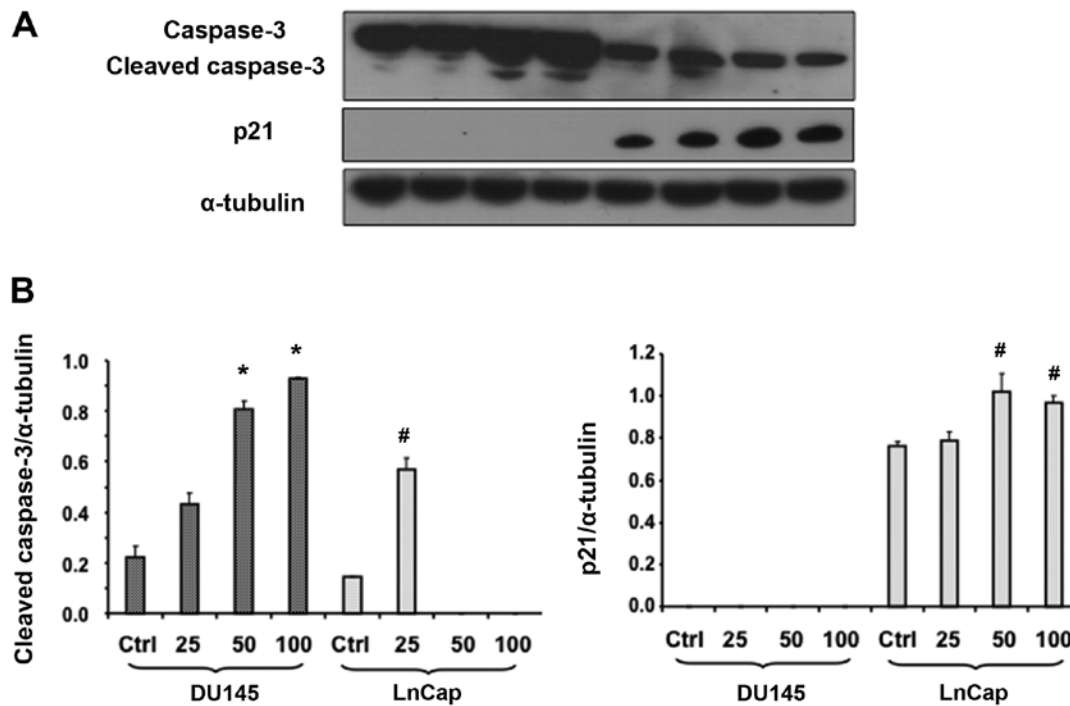 A
Caspase-3
Cleaved caspase-3
p21
α-tubulin
B
Cleaved caspase-3/α-tubulin
1.0
0.8
0.6
0.4
0.2
0.0
* * #
Ctrl 25 50 100 Ctrl 25 50 100
DU145 LnCap
p21/α-tubulin
1.2
1.0
0.8
0.6
0.4
0.2
0.0
# #
Ctrl 25 50 100 Ctrl 25 50 100
DU145 LnCap